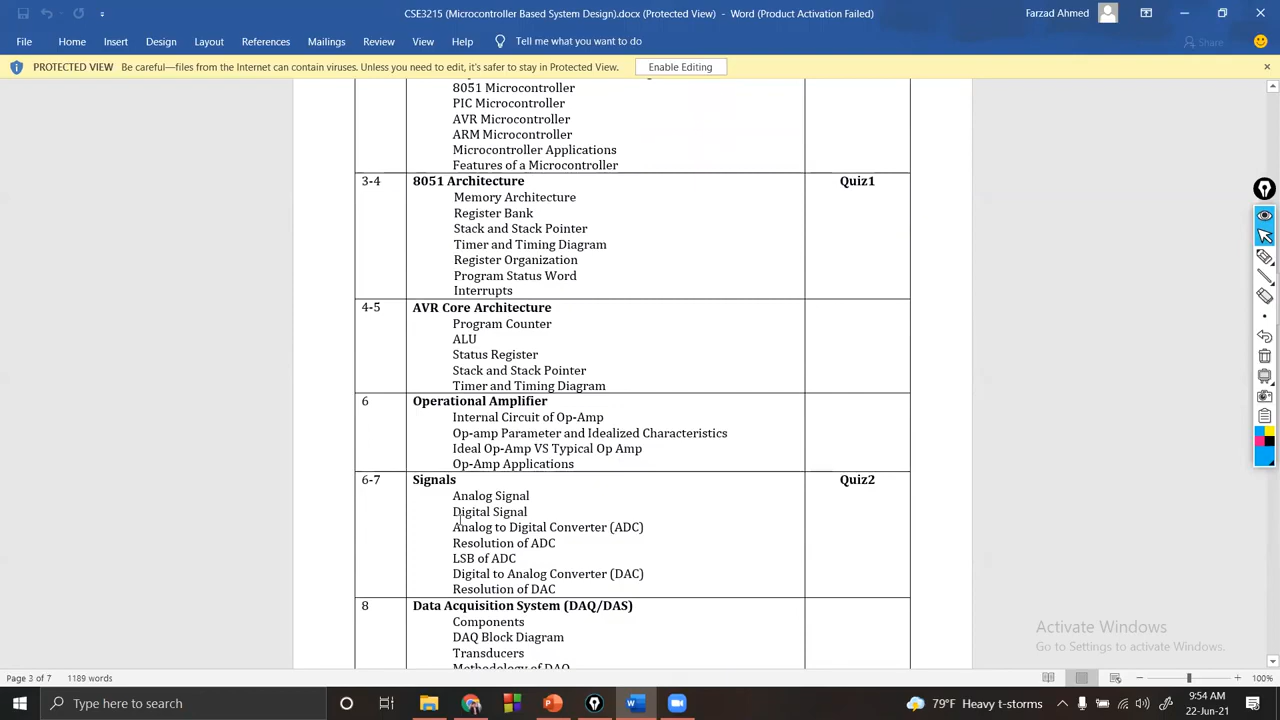 CSE3215 (Microcontroller Based System Design).docx (Protected View) - Word (Product Activation Failed)
Farzad Ahmed
File Home Insert Design Layout References Mailings Review View Help Tell me what you want to do
Share
PROTECTED VIEW Be careful—files from the Internet can contain viruses. Unless you need to edit, it's safer to stay in Protected View. Enable Editing
8051 Microcontroller
PIC Microcontroller
AVR Microcontroller
ARM Microcontroller
Microcontroller Applications
Features of a Microcontroller
3-4 8051 Architecture Quiz1
Memory Architecture
Register Bank
Stack and Stack Pointer
Timer and Timing Diagram
Register Organization
Program Status Word
Interrupts
4-5 AVR Core Architecture
Program Counter
ALU
Status Register
Stack and Stack Pointer
Timer and Timing Diagram
6 Operational Amplifier
Internal Circuit of Op-Amp
Op-amp Parameter and Idealized Characteristics
Ideal Op-Amp VS Typical Op Amp
Op-Amp Applications
6-7 Signals Quiz2
Analog Signal
Digital Signal
Analog to Digital Converter (ADC)
Resolution of ADC
LSB of ADC
Digital to Analog Converter (DAC)
Resolution of DAC
8 Data Acquisition System (DAQ/DAS)
Components
DAQ Block Diagram
Transducers
Methodology of DAQ
Activate Windows
Go to Settings to activate Windows.
Page 3 of 7 1189 words
100%
Type here to search
79°F Heavy t-storms
9:54 AM
22-Jun-21